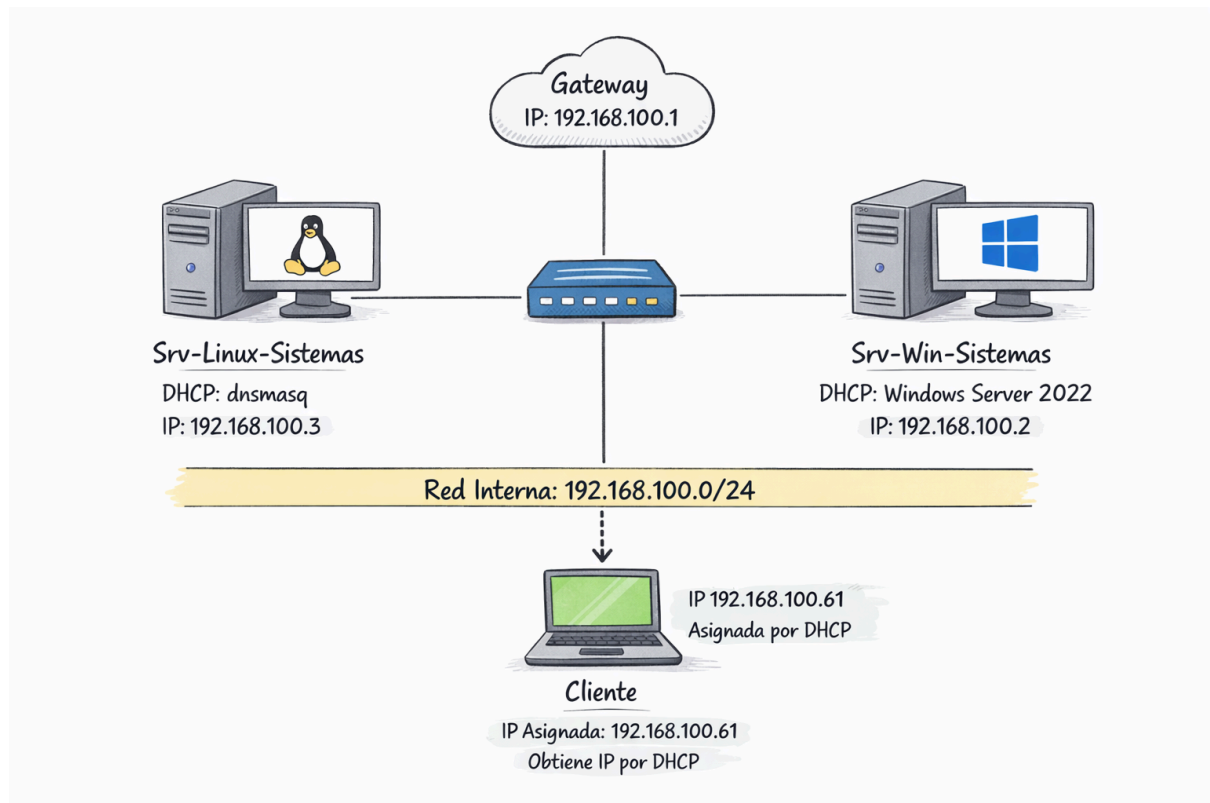 Gateway
IP: 192.168.100.1
Srv-Linux-Sistemas
DHCP: dnsmasq
IP: 192.168.100.3
Srv-Win-Sistemas
DHCP: Windows Server 2022
IP: 192.168.100.2
Red Interna: 192.168.100.0/24
IP 192.168.100.61
Asignada por DHCP
Cliente
IP Asignada: 192.168.100.61
Obtiene IP por DHCP